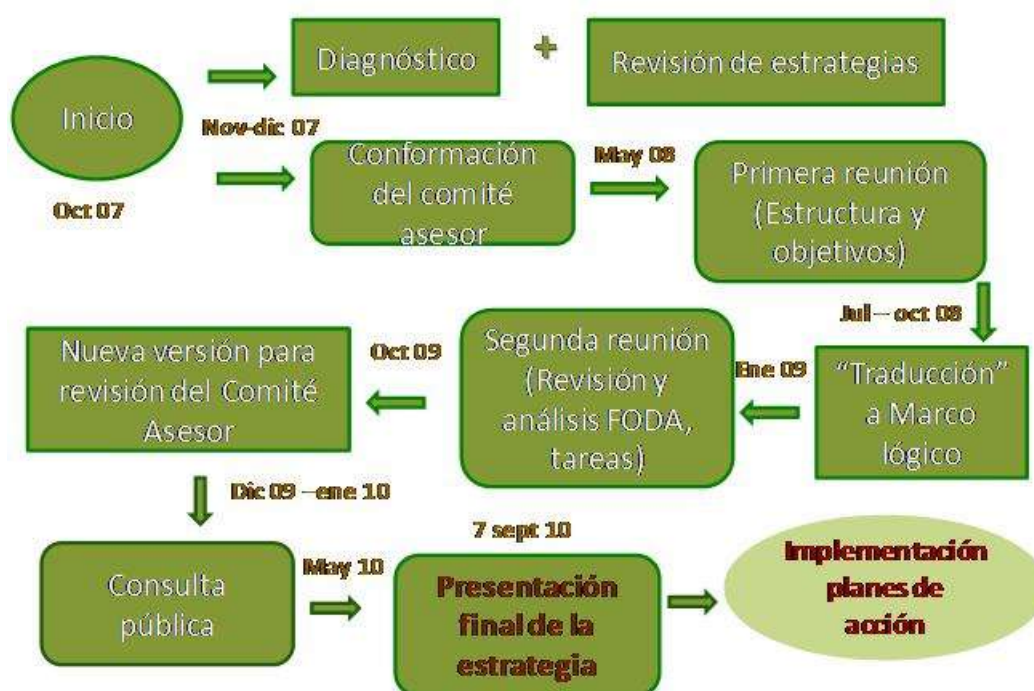 Diagnóstico
+
Revisión de estrategias
Inicio
Nov-dic 07
Oct 07
Conformación
del comité
asesor
May 08
Primera reunión
(Estructura y
objetivos)
Jul – oct 08
“Traducción”
a Marco
lógico
Ene 09
Segunda reunión
(Revisión y
análisis FODA,
tareas)
Oct 09
Nueva versión para
revisión del Comité
Asesor
Dic 09 –ene 10
Consulta
pública
May 10
7 sept 10
Presentación
final de la
estrategia
Implementación
planes de
acción